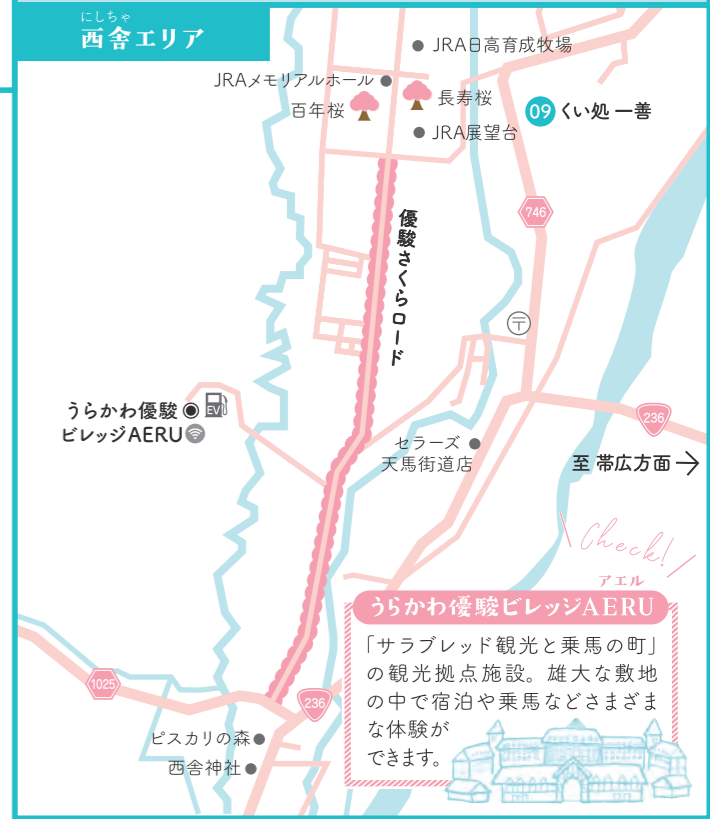 にしちゃ
西舎エリア
JRA日高育成牧場
JRAメモリアルホール
百年桜
長寿桜
09 くい処 一善
JRA展望台
746
優駿さくらロード
〒
うらかわ優駿
EV
ビレッジAERU
236
セラーズ
天馬街道店
至 帯広方面→
Check!
アエル
うらかわ優駿ビレッジAERU
「サラブレッド観光と乗馬の町」
の観光拠点施設。雄大な敷地
の中で宿泊や乗馬などさまざま
な体験が
できます。
1025
236
ピスカリの森
西舎神社